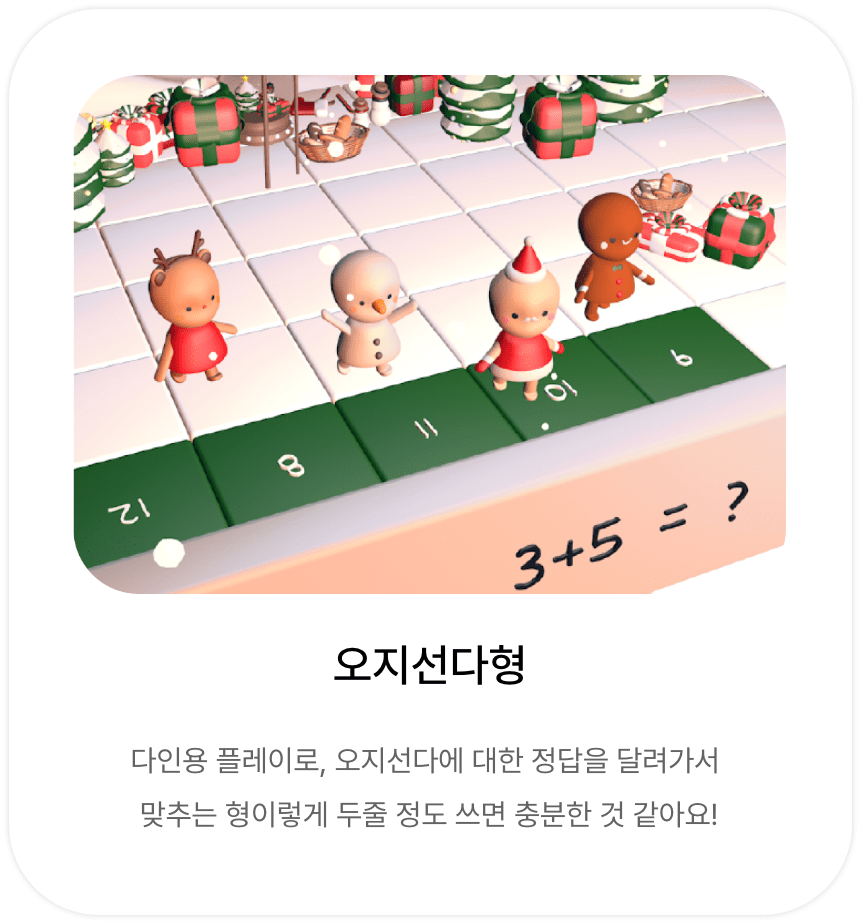 12 8 11 10 9
3+5 = ?
오지선다형
다인용 플레이로, 오지선다에 대한 정답을 달려가서
맞추는 형이렇게 두줄 정도 쓰면 충분한 것 같아요!